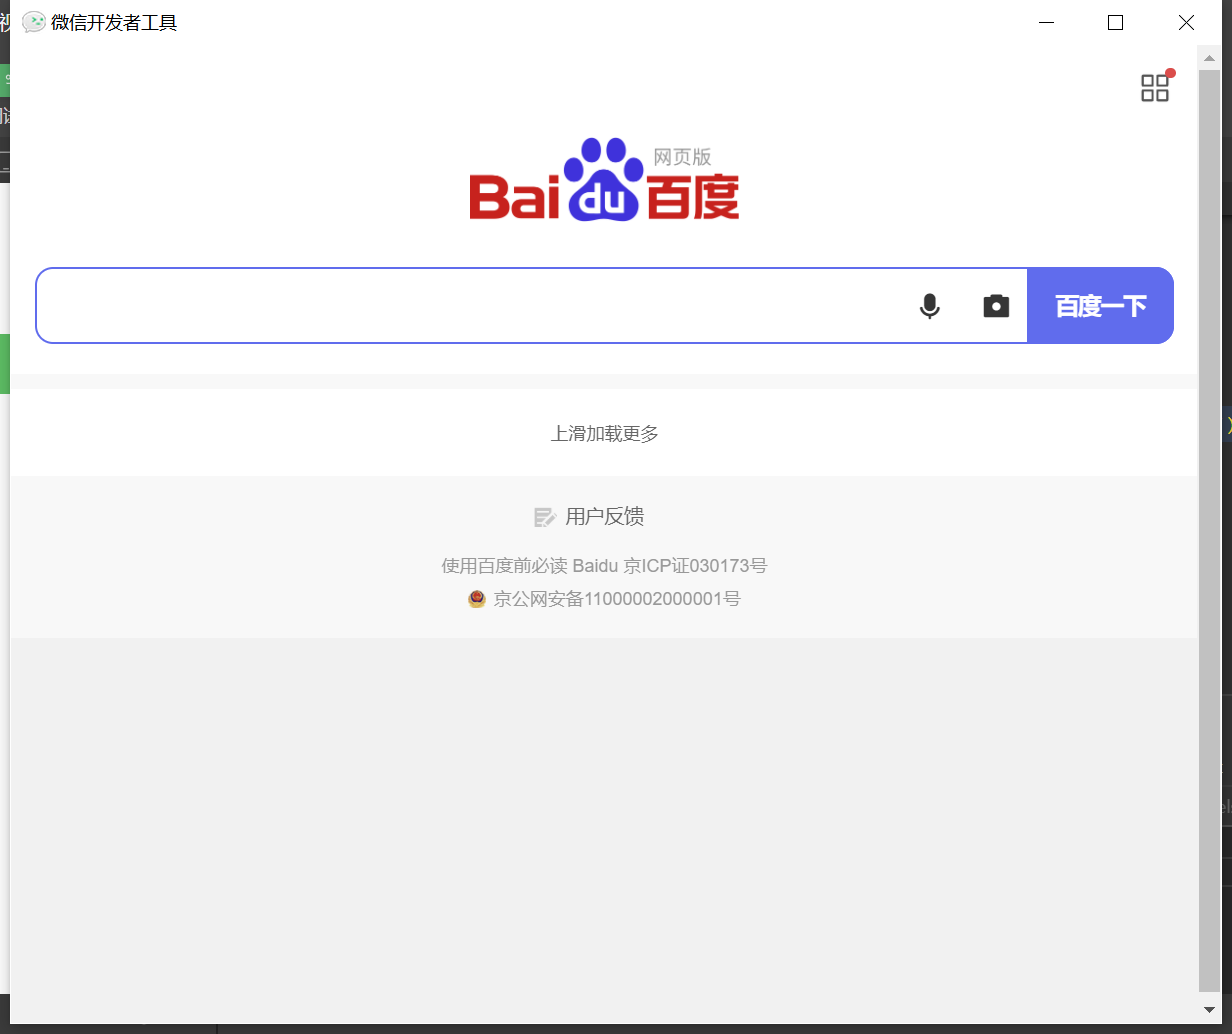 微信开发者工具
网页版
Bai du 百度
百度一下
上滑加载更多
用户反馈
使用百度前必读 Baidu 京ICP证030173号
京公网安备11000002000001号